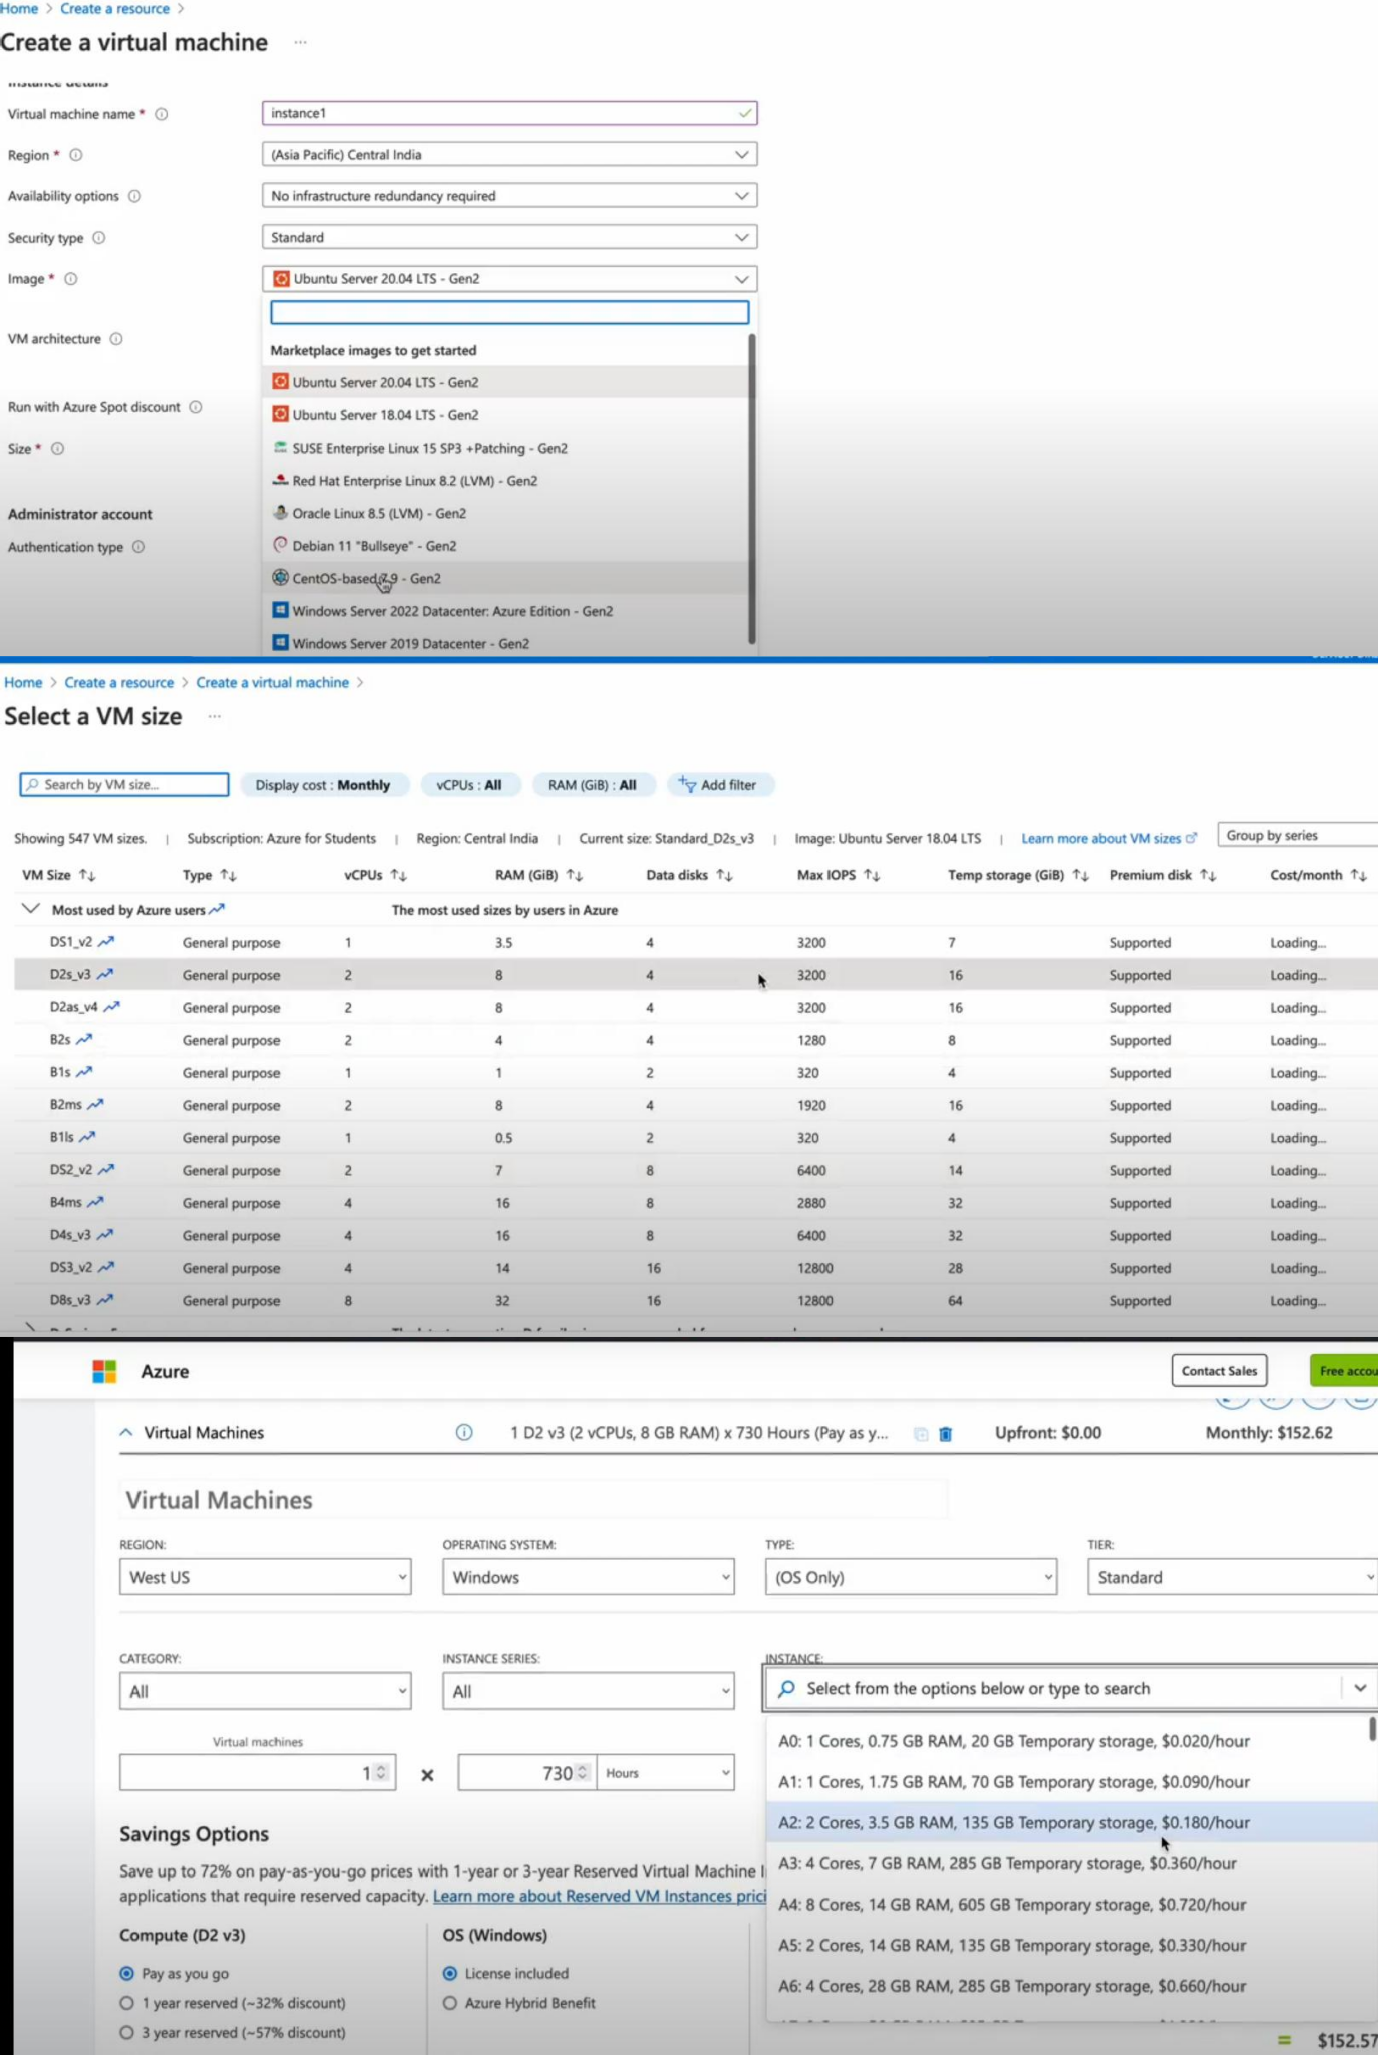 Home > Create a resource >
Create a virtual machine ...
Instance details
Virtual machine name * instance1
Region * (Asia Pacific) Central India
Availability options No infrastructure redundancy required
Security type Standard
Image * Ubuntu Server 20.04 LTS - Gen2
VM architecture
Marketplace images to get started
Ubuntu Server 20.04 LTS - Gen2
Run with Azure Spot discount
Ubuntu Server 18.04 LTS - Gen2
Size * SUSE Enterprise Linux 15 SP3 +Patching - Gen2
Red Hat Enterprise Linux 8.2 (LVM) - Gen2
Administrator account Oracle Linux 8.5 (LVM) - Gen2
Authentication type Debian 11 "Bullseye" - Gen2
CentOS-based 7.9 - Gen2
Windows Server 2022 Datacenter: Azure Edition - Gen2
Windows Server 2019 Datacenter - Gen2
Home > Create a resource > Create a virtual machine >
Select a VM size ...
Search by VM size... Display cost : Monthly vCPUs : All RAM (GiB) : All Add filter
Showing 547 VM sizes. | Subscription: Azure for Students | Region: Central India | Current size: Standard_D2s_v3 | Image: Ubuntu Server 18.04 LTS | Learn more about VM sizes Group by series
VM Size ↑↓ Type ↑↓ vCPUs ↑↓ RAM (GiB) ↑↓ Data disks ↑↓ Max IOPS ↑↓ Temp storage (GiB) ↑↓ Premium disk ↑↓ Cost/month ↑↓
Most used by Azure users The most used sizes by users in Azure
DS1_v2 General purpose 1 3.5 4 3200 7 Supported Loading...
D2s_v3 General purpose 2 8 4 3200 16 Supported Loading...
D2as_v4 General purpose 2 8 4 3200 16 Supported Loading...
B2s General purpose 2 4 4 1280 8 Supported Loading...
B1s General purpose 1 1 2 320 4 Supported Loading...
B2ms General purpose 2 8 4 1920 16 Supported Loading...
B1ls General purpose 1 0.5 2 320 4 Supported Loading...
DS2_v2 General purpose 2 7 8 6400 14 Supported Loading...
B4ms General purpose 4 16 8 2880 32 Supported Loading...
D4s_v3 General purpose 4 16 8 6400 32 Supported Loading...
DS3_v2 General purpose 4 14 16 12800 28 Supported Loading...
D8s_v3 General purpose 8 32 16 12800 64 Supported Loading...
Azure Contact Sales Free accou
Virtual Machines 1 D2 v3 (2 vCPUs, 8 GB RAM) x 730 Hours (Pay as y... Upfront: $0.00 Monthly: $152.62
Virtual Machines
REGION: OPERATING SYSTEM: TYPE: TIER:
West US Windows (OS Only) Standard
CATEGORY: INSTANCE SERIES: INSTANCE:
All All Select from the options below or type to search
Virtual machines
1 × 730 Hours
A0: 1 Cores, 0.75 GB RAM, 20 GB Temporary storage, $0.020/hour
A1: 1 Cores, 1.75 GB RAM, 70 GB Temporary storage, $0.090/hour
A2: 2 Cores, 3.5 GB RAM, 135 GB Temporary storage, $0.180/hour
A3: 4 Cores, 7 GB RAM, 285 GB Temporary storage, $0.360/hour
A4: 8 Cores, 14 GB RAM, 605 GB Temporary storage, $0.720/hour
A5: 2 Cores, 14 GB RAM, 135 GB Temporary storage, $0.330/hour
A6: 4 Cores, 28 GB RAM, 285 GB Temporary storage, $0.660/hour
Savings Options
Save up to 72% on pay-as-you-go prices with 1-year or 3-year Reserved Virtual Machine I
applications that require reserved capacity. Learn more about Reserved VM Instances prici
Compute (D2 v3) OS (Windows)
Pay as you go License included
1 year reserved (~32% discount) Azure Hybrid Benefit
3 year reserved (~57% discount)
= $152.57